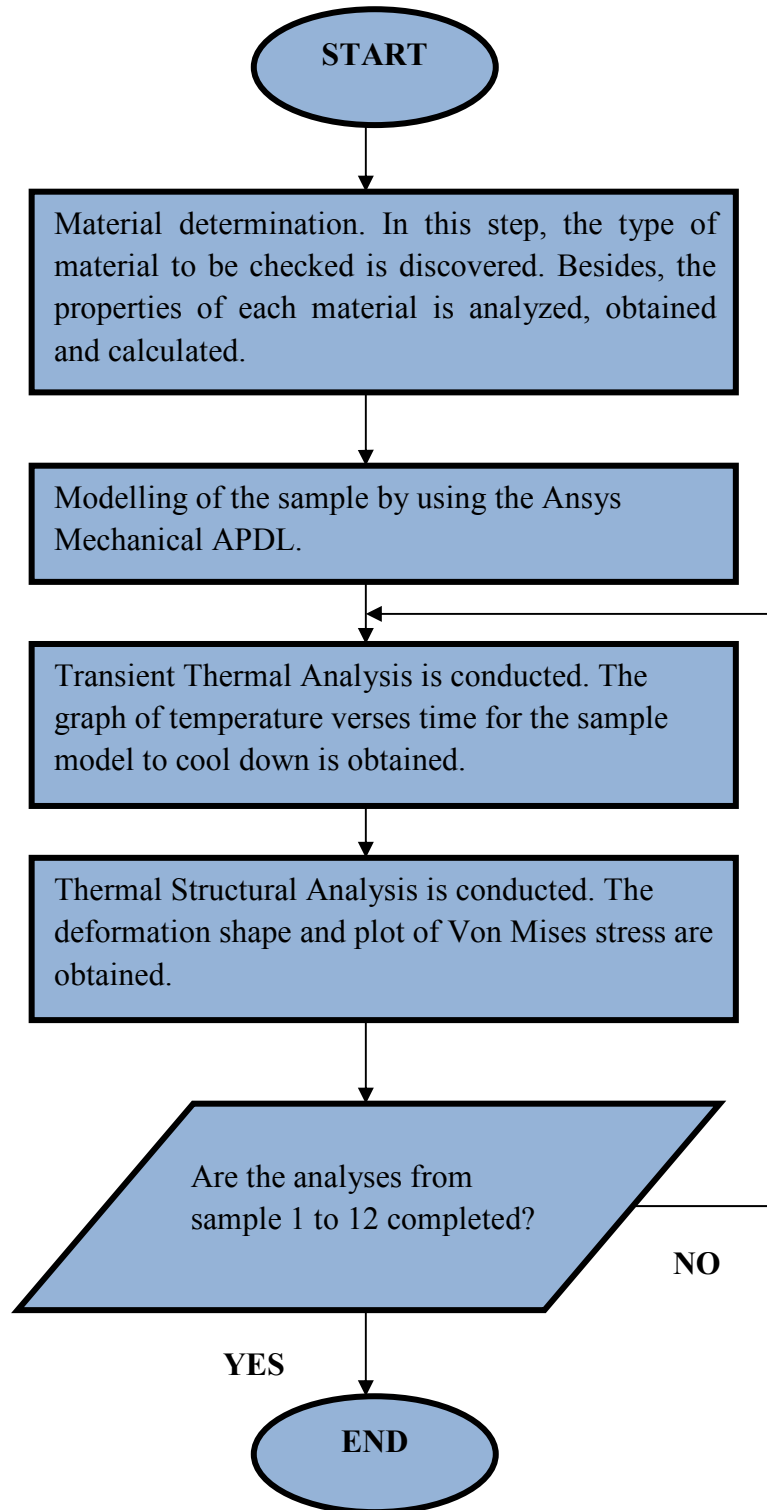 START
Material determination. In this step, the type of
material to be checked is discovered. Besides, the
properties of each material is analyzed, obtained
and calculated.
Modelling of the sample by using the Ansys
Mechanical APDL.
Transient Thermal Analysis is conducted. The
graph of temperature verses time for the sample
model to cool down is obtained.
Thermal Structural Analysis is conducted. The
deformation shape and plot of Von Mises stress are
obtained.
Are the analyses from
sample 1 to 12 completed?
NO
YES
END